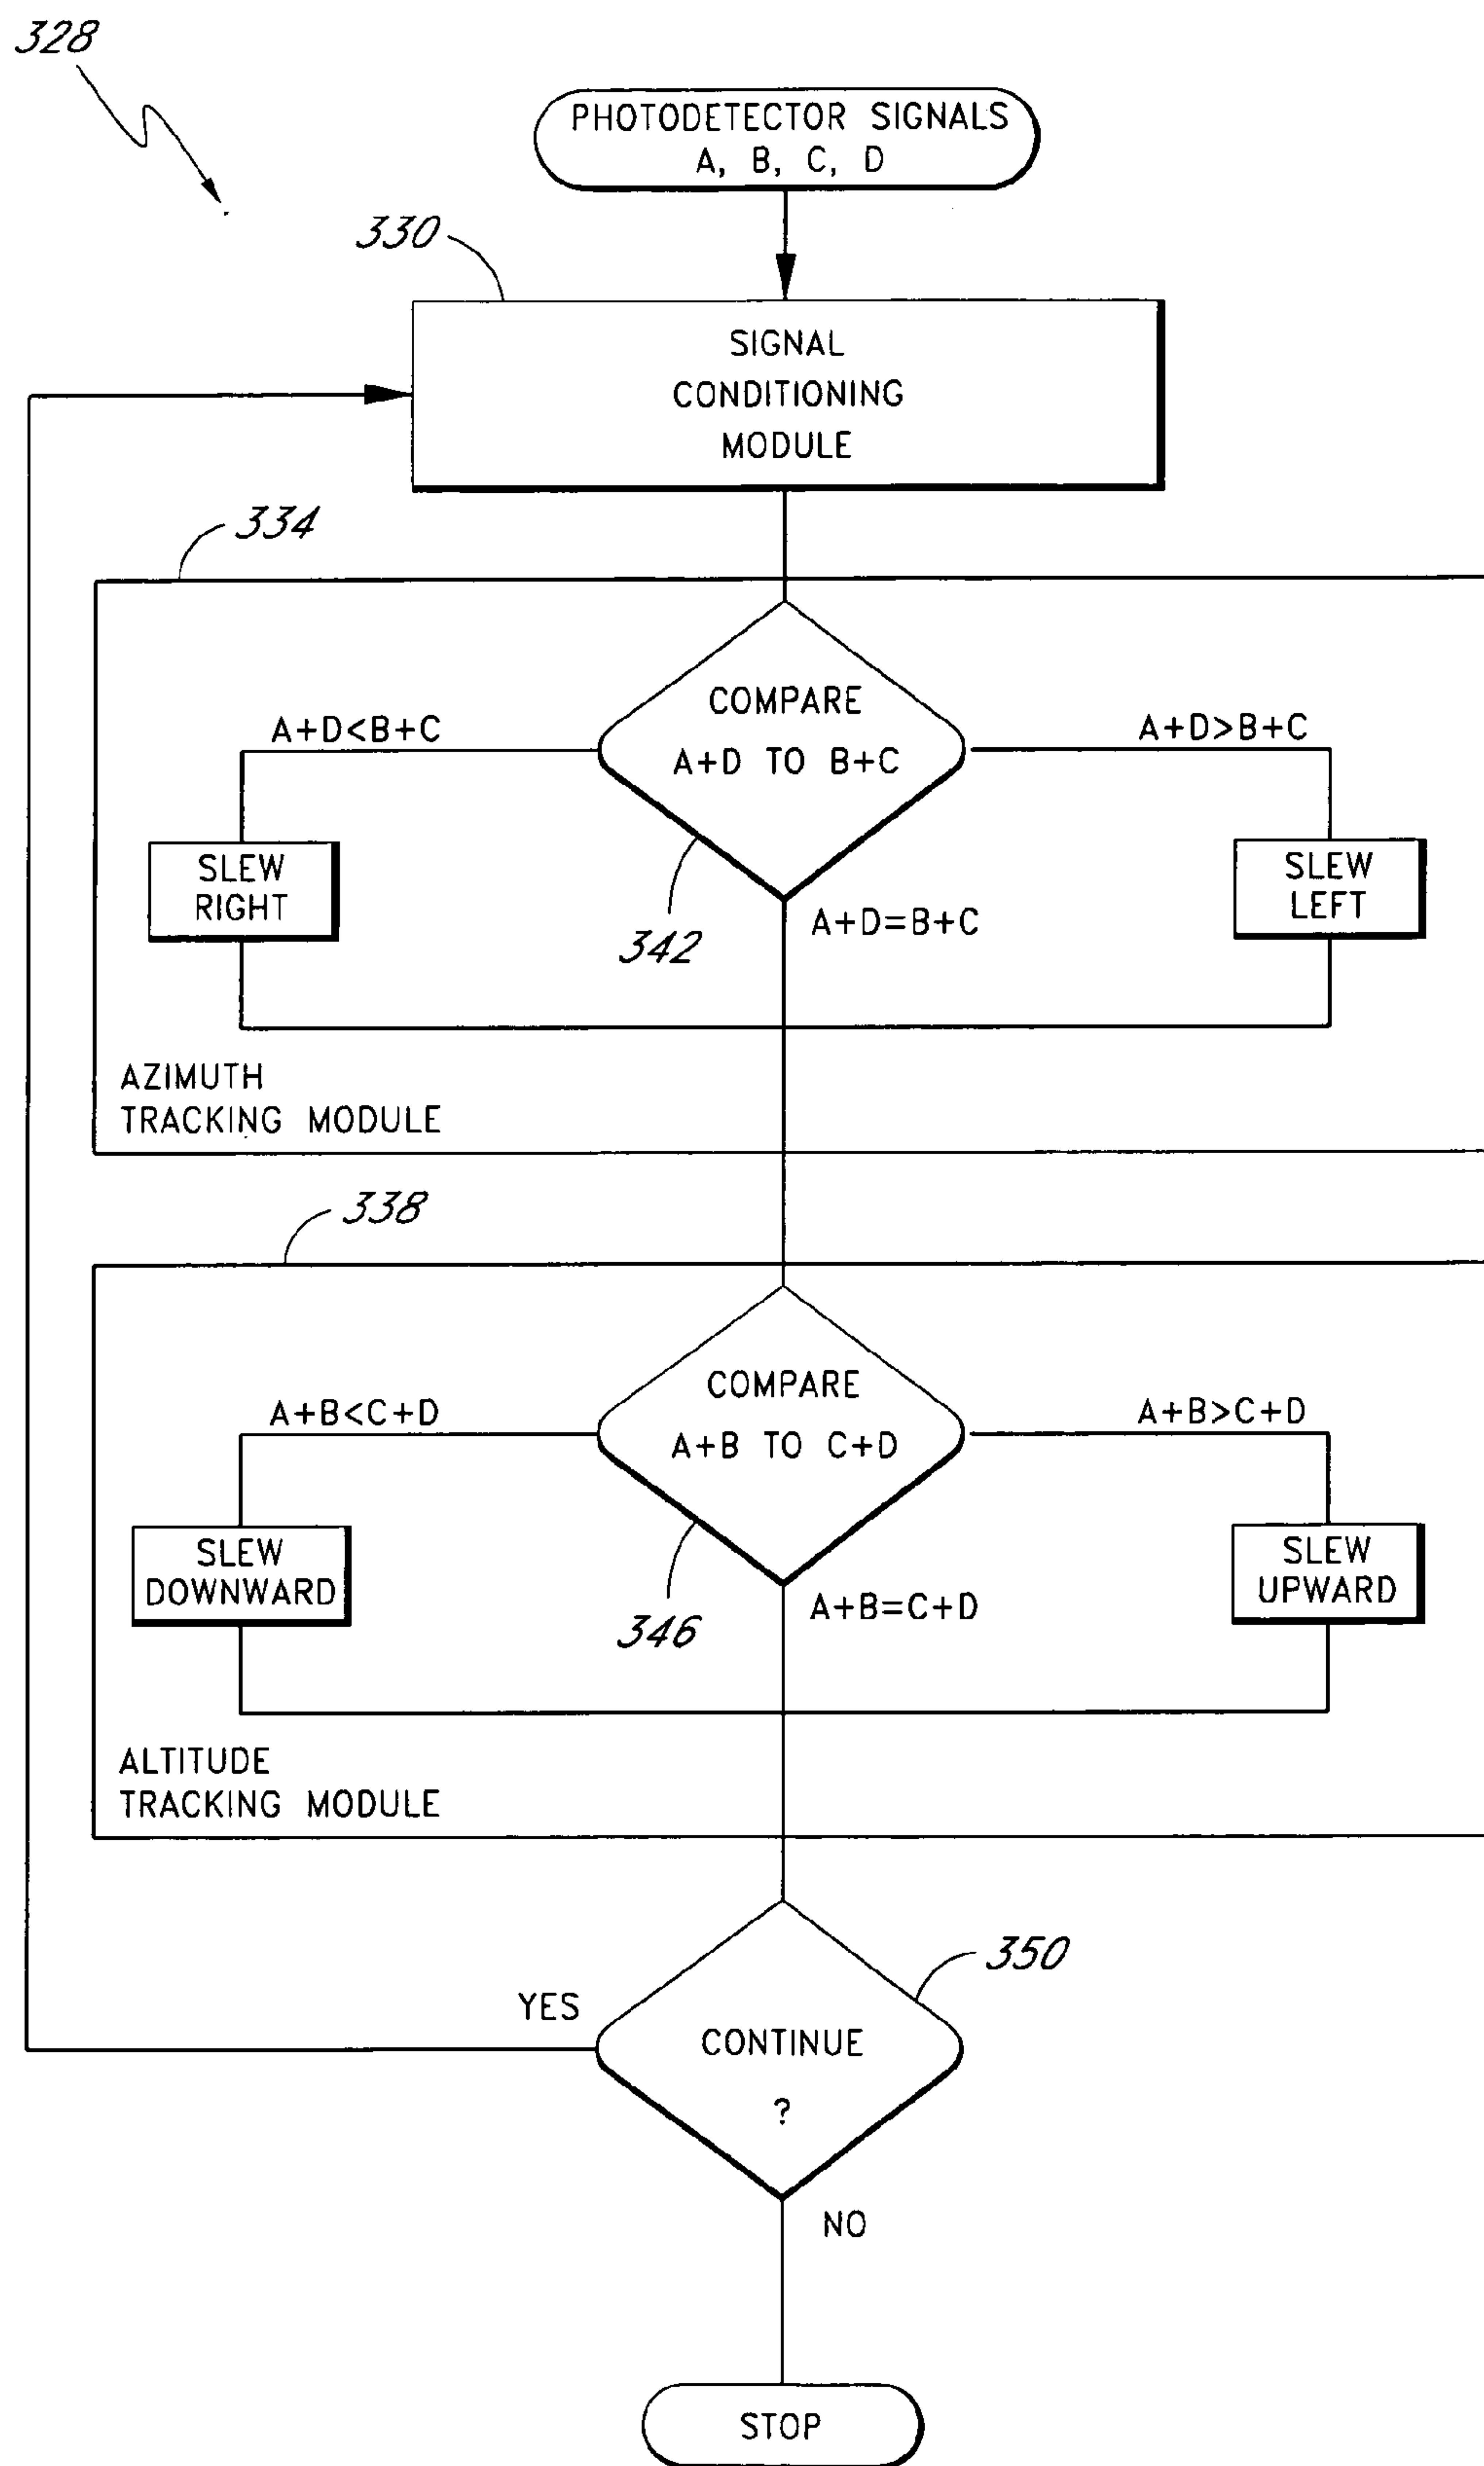 328
PHOTODETECTOR SIGNALS
A, B, C, D
330
SIGNAL
CONDITIONING
MODULE
334
COMPARE
A+D TO B+C
A+D<B+C
A+D>B+C
SLEW
RIGHT
SLEW
LEFT
342
A+D=B+C
AZIMUTH
TRACKING MODULE
338
COMPARE
A+B TO C+D
A+B<C+D
A+B>C+D
SLEW
DOWNWARD
SLEW
UPWARD
346
A+B=C+D
ALTITUDE
TRACKING MODULE
350
YES
CONTINUE
?
NO
STOP